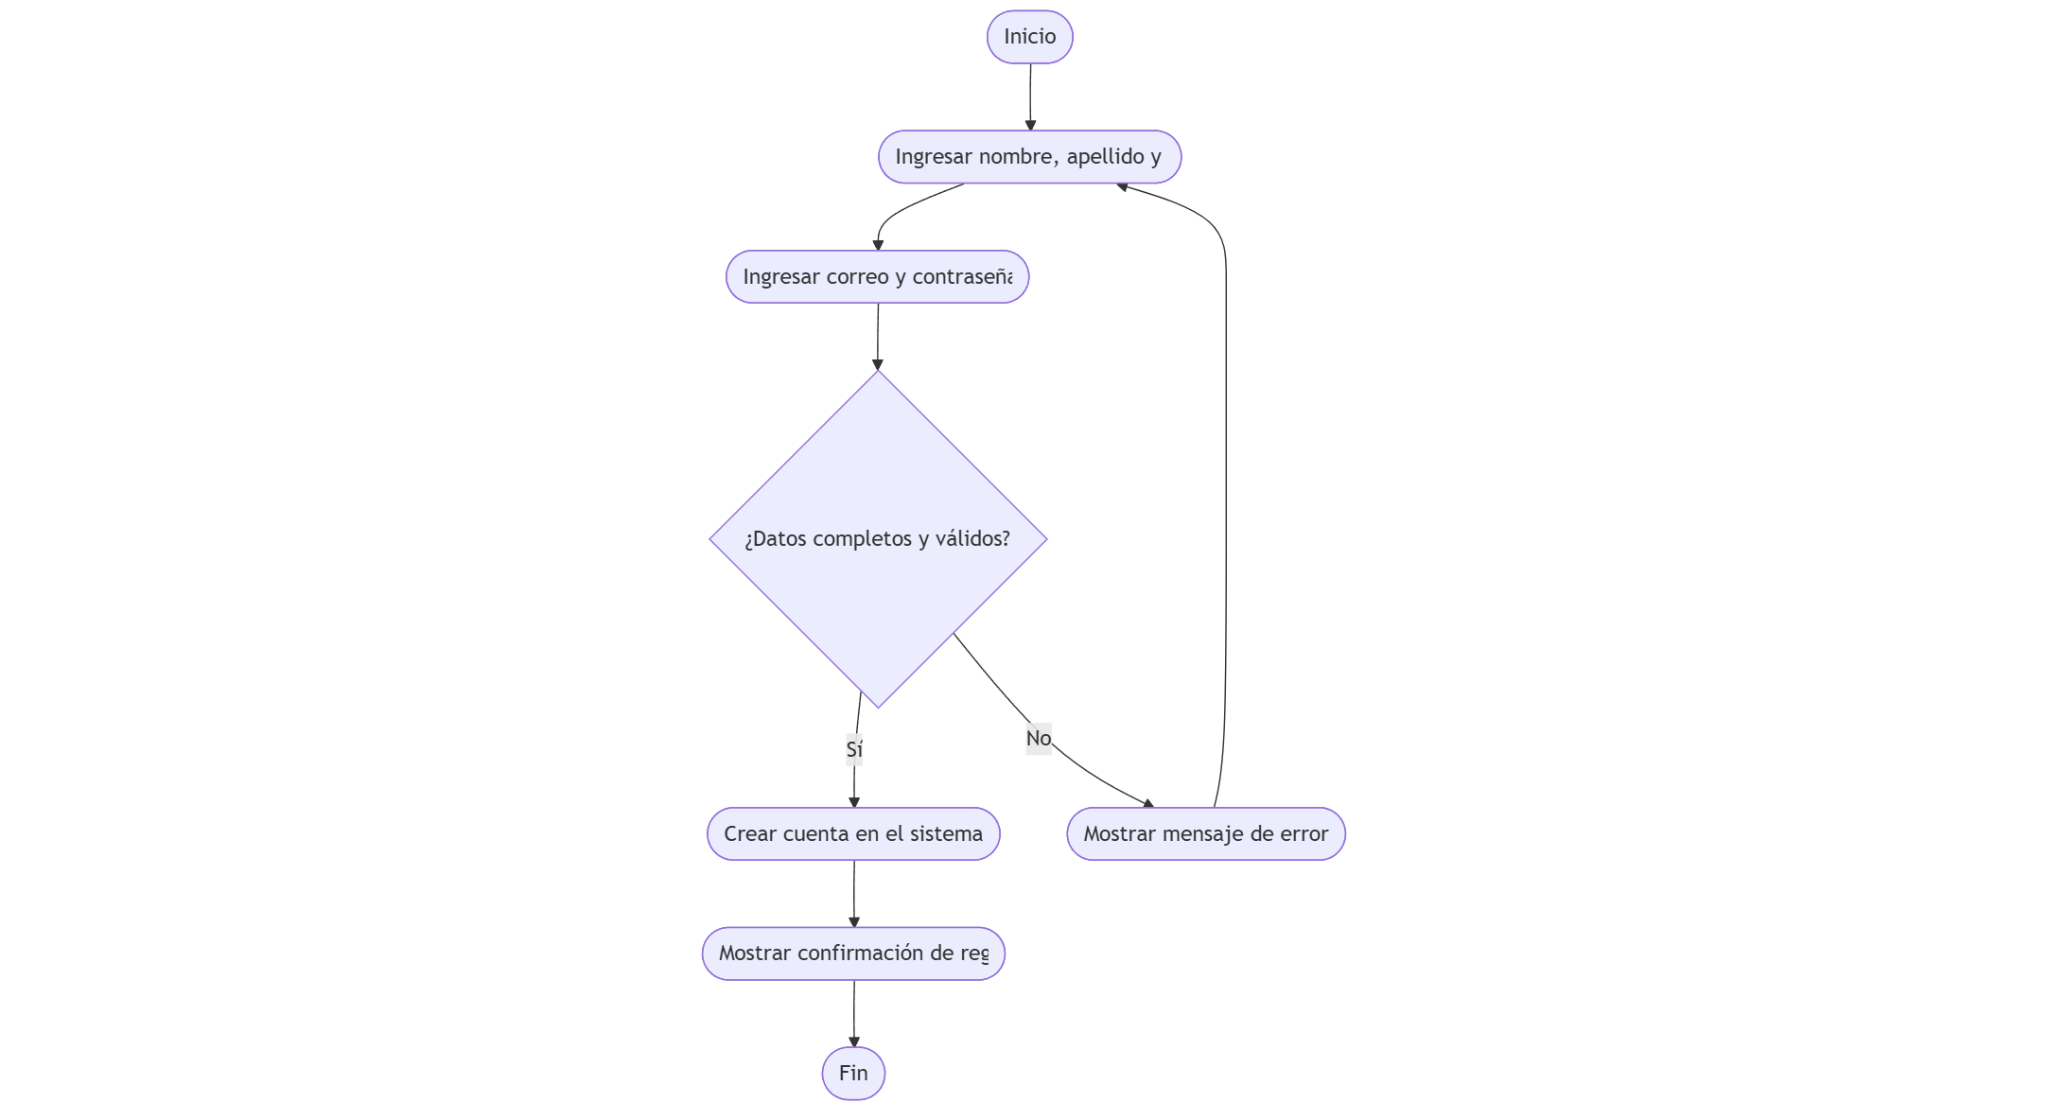 Inicio
Ingresar nombre, apellido y
Ingresar correo y contraseña
¿Datos completos y válidos?
Sí
No
Crear cuenta en el sistema
Mostrar mensaje de error
Mostrar confirmación de reg
Fin